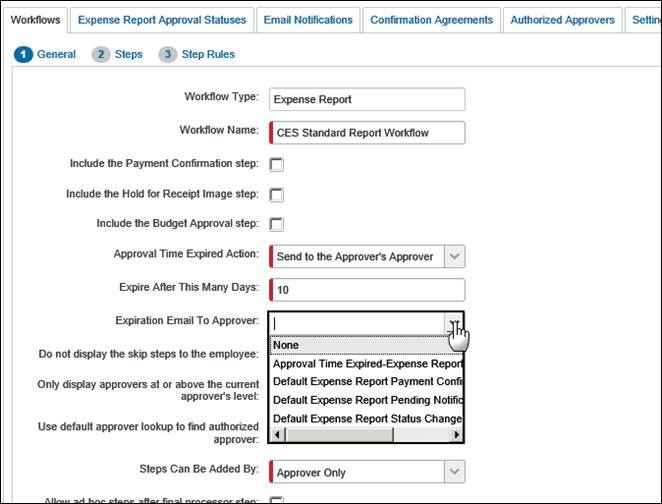 Workflows Expense Report Approval Statuses Email Notifications Confirmation Agreements Authorized Approvers
1 General 2 Steps 3 Step Rules
Workflow Type: Expense Report
Workflow Name: CES Standard Report Workflow
Include the Payment Confirmation step:
Include the Hold for Receipt Image step:
Include the Budget Approval step:
Approval Time Expired Action: Send to the Approver's Approver
Expire After This Many Days: 10
Expiration Email To Approver:
None
Do not display the skip steps to the employee:
Approval Time Expired-Expense Report
Default Expense Report Payment
Only display approvers at or above the current
approver's level:
Default Expense Report Pending
Default Expense Report Status Change
Use default approver lookup to find authorized
approver:
Steps Can Be Added By: Approver Only
Allow ad hoc steps after final processor step: